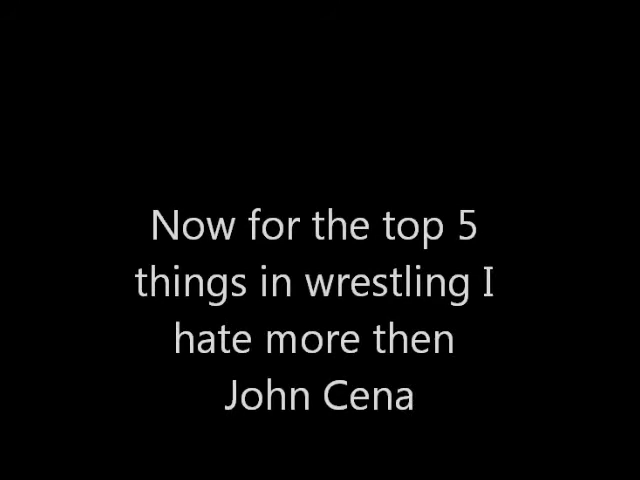 Now for the top 5
things in wrestling I
hate more then
John Cena